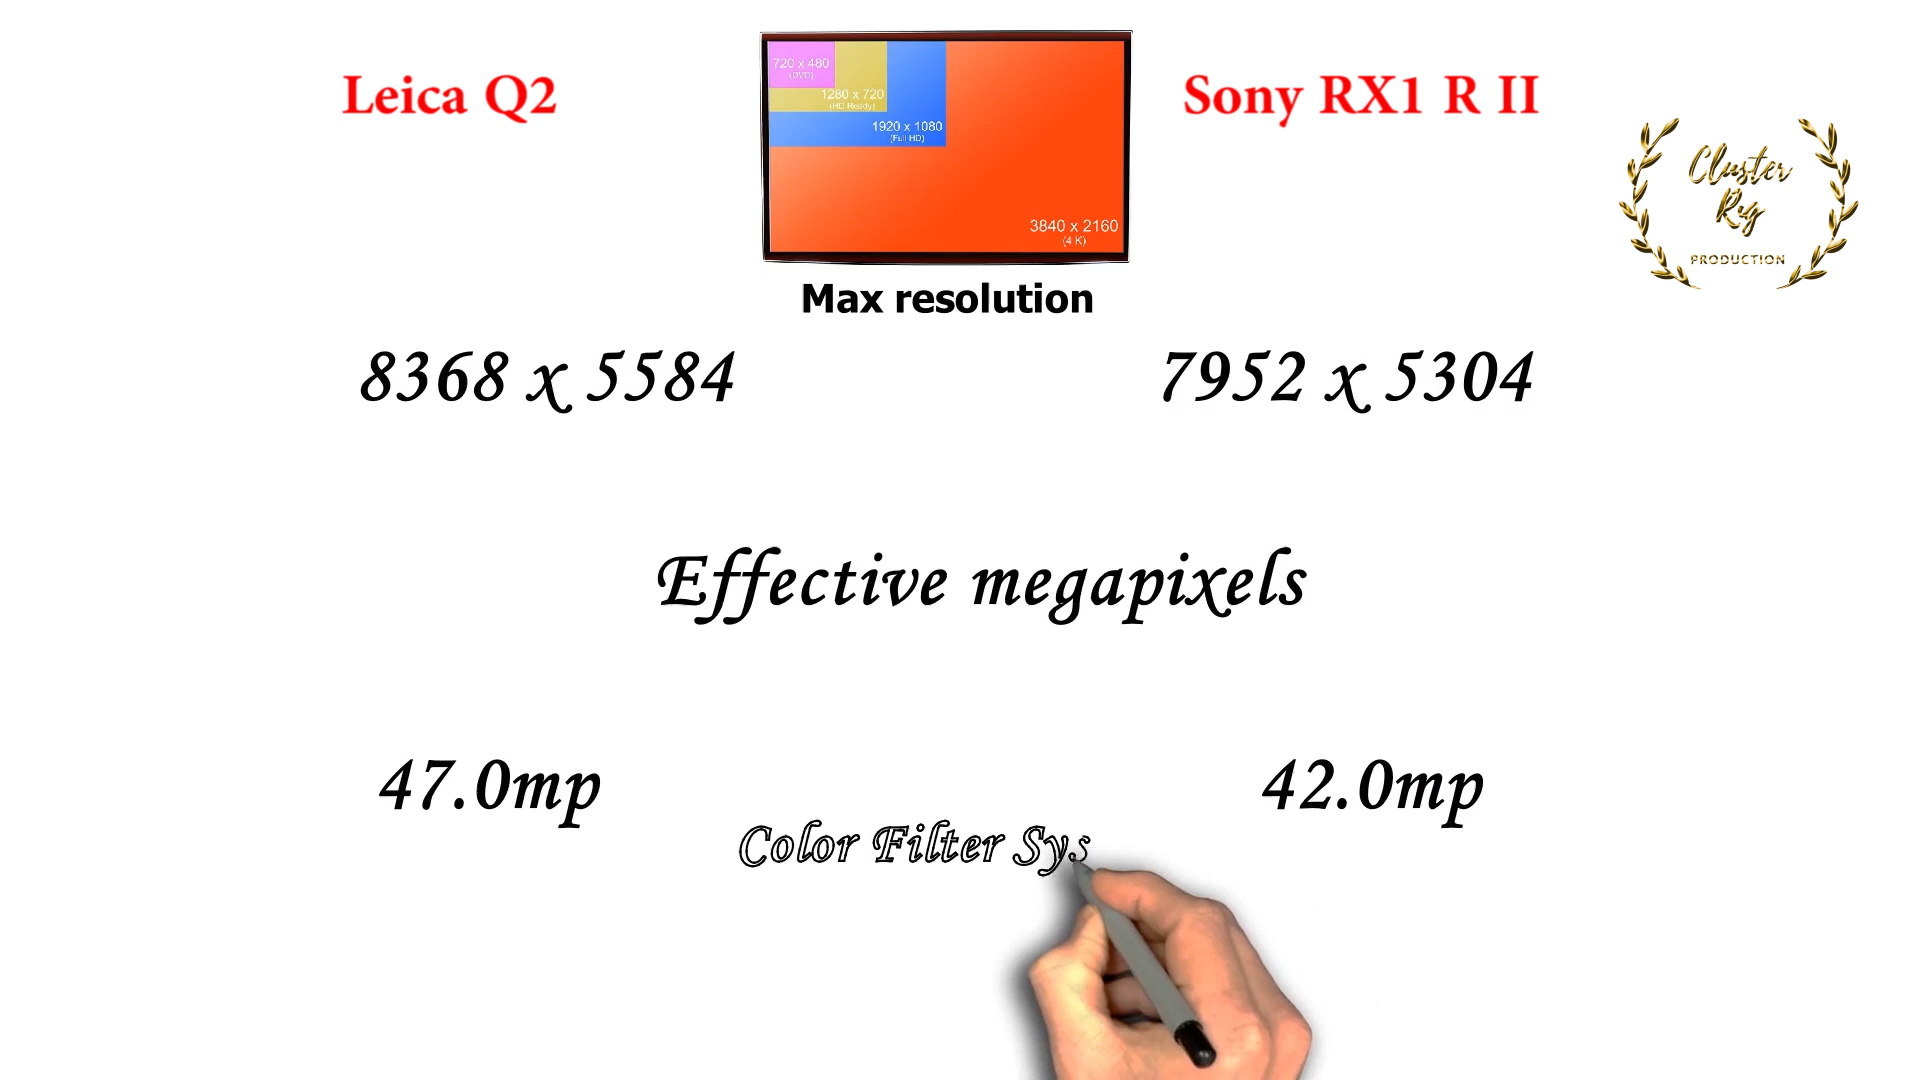 Leica Q2
Sony RX1 R II
720 x 480
(DVD)
1280 x 720
(HD Ready)
1920 x 1080
(Full HD)
3840 x 2160
(4 K)
Cluster
Rig
PRODUCTION
Max resolution
8368 x 5584
7952 x 5304
Effective megapixels
47.0mp
42.0mp
Color Filter Sys